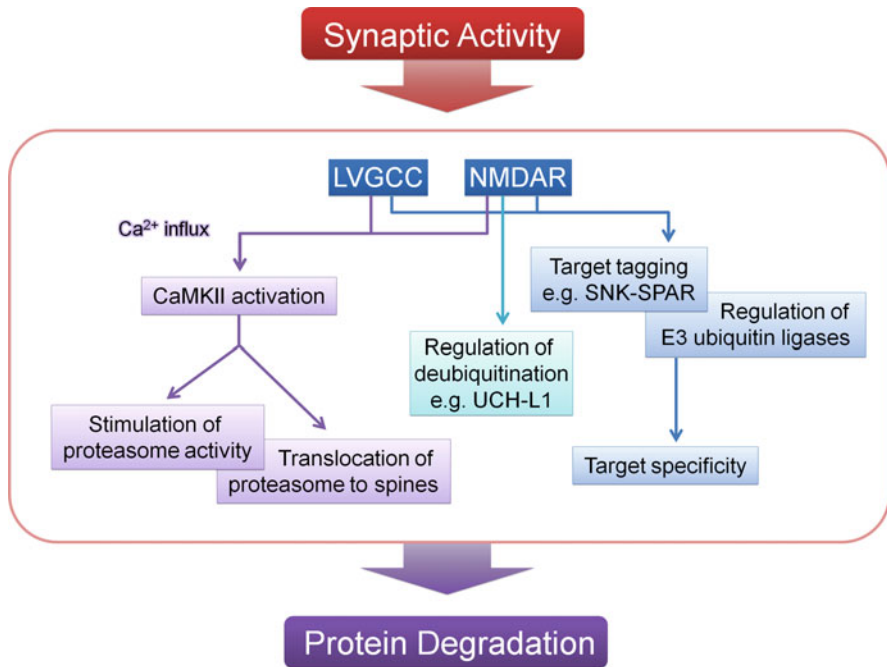 Synaptic Activity
LVGCC
NMDAR
Ca²⁺ influx
CaMKII activation
Target tagging
e.g. SNK-SPAR
Regulation of
E3 ubiquitin ligases
Regulation of
deubiquitination
e.g. UCH-L1
Stimulation of
proteasome activity
Translocation of
proteasome to spines
Target specificity
Protein Degradation